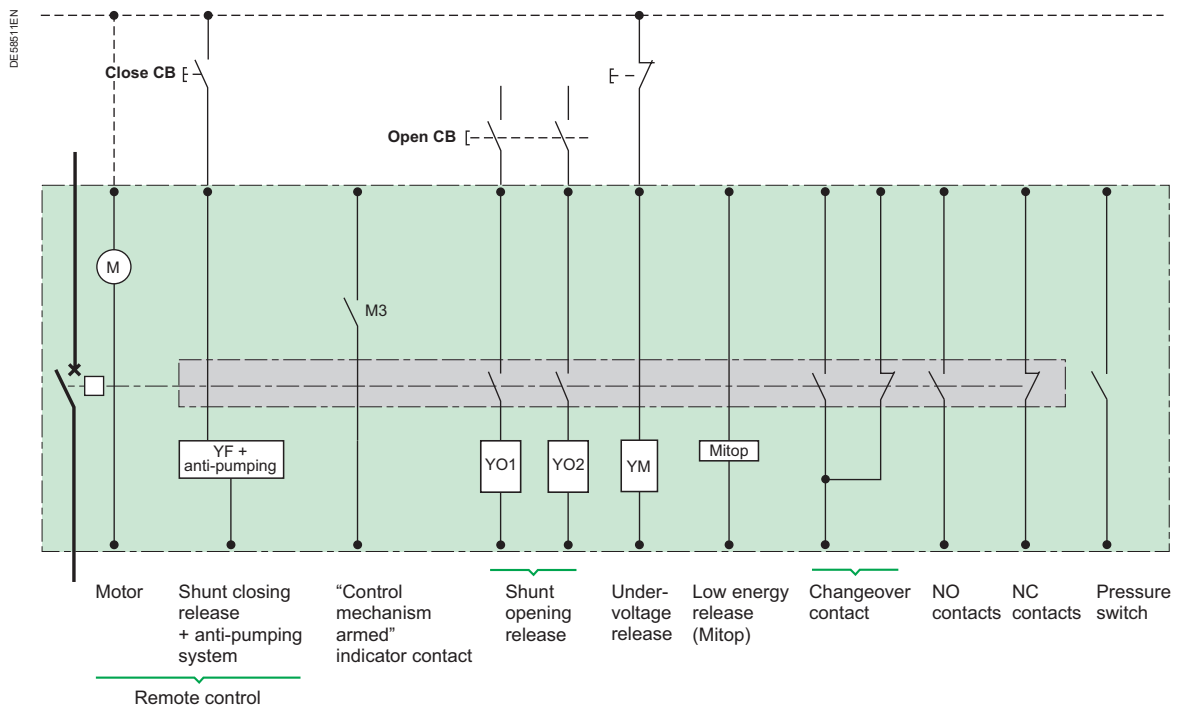 DE58511EN
Close CB
Open CB
M
M3
YF +
anti-pumping
YO1
YO2
YM
Mitop
Motor
Shunt closing
release
+ anti-pumping
system
“Control
mechanism
armed”
indicator contact
Shunt
opening
release
Under-
voltage
release
Low energy
release
(Mitop)
Changeover
contact
NO
contacts
NC
contacts
Pressure
switch
Remote control